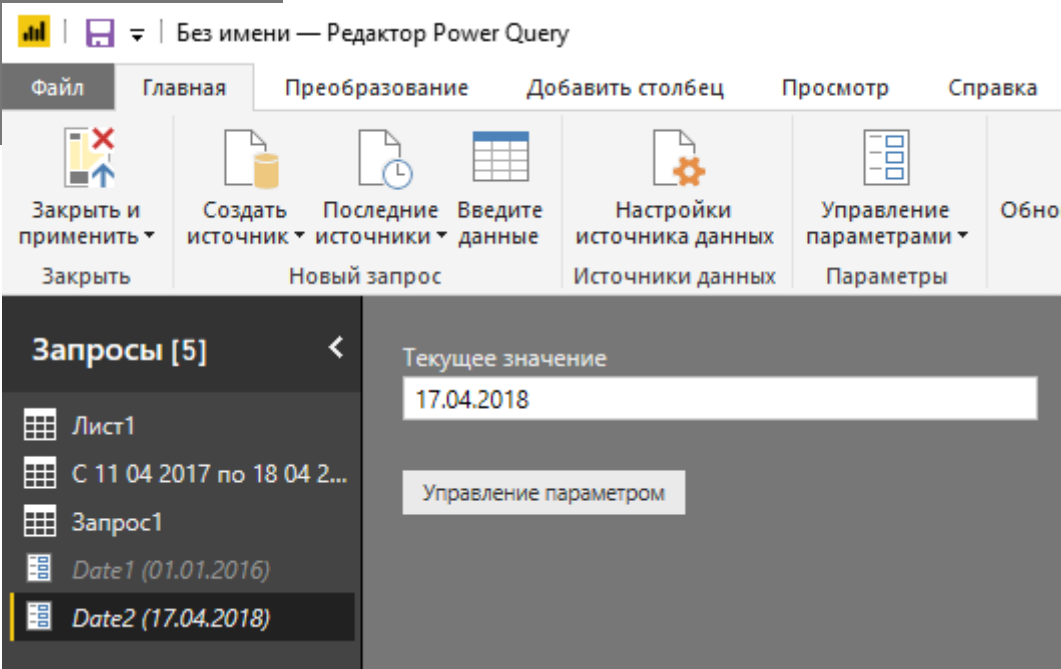 Без имени — Редактор Power Query
Файл Главная Преобразование Добавить столбец Просмотр Справка
Закрыть и применить
Создать источник
Последние источники
Введите данные
Настройки источника данных
Управление параметрами
Обно
Закрыть Новый запрос Источники данных Параметры
Запросы [5]
Лист1
С 11 04 2017 по 18 04 2...
Запрос1
Date1 (01.01.2016)
Date2 (17.04.2018)
Текущее значение
17.04.2018
Управление параметром